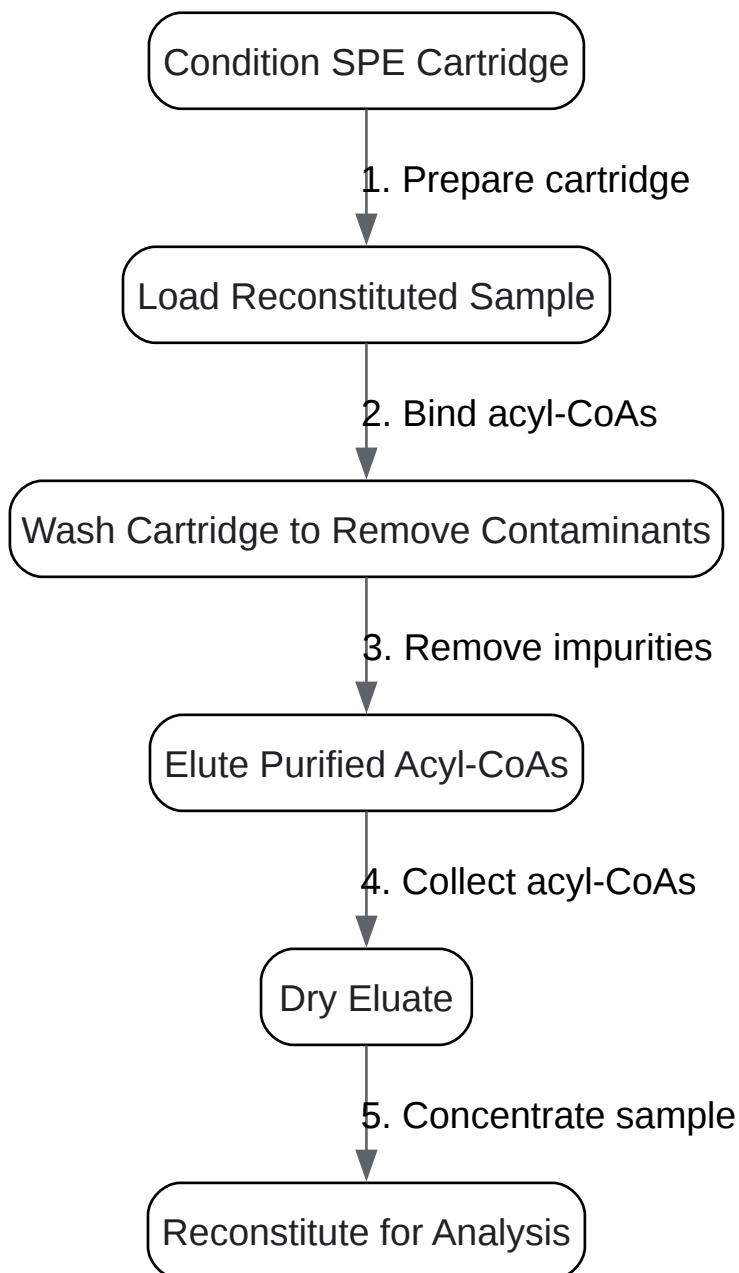 Condition SPE Cartridge
1. Prepare cartridge
Load Reconstituted Sample
2. Bind acyl-CoAs
Wash Cartridge to Remove Contaminants
3. Remove impurities
Elute Purified Acyl-CoAs
4. Collect acyl-CoAs
Dry Eluate
5. Concentrate sample
Reconstitute for Analysis